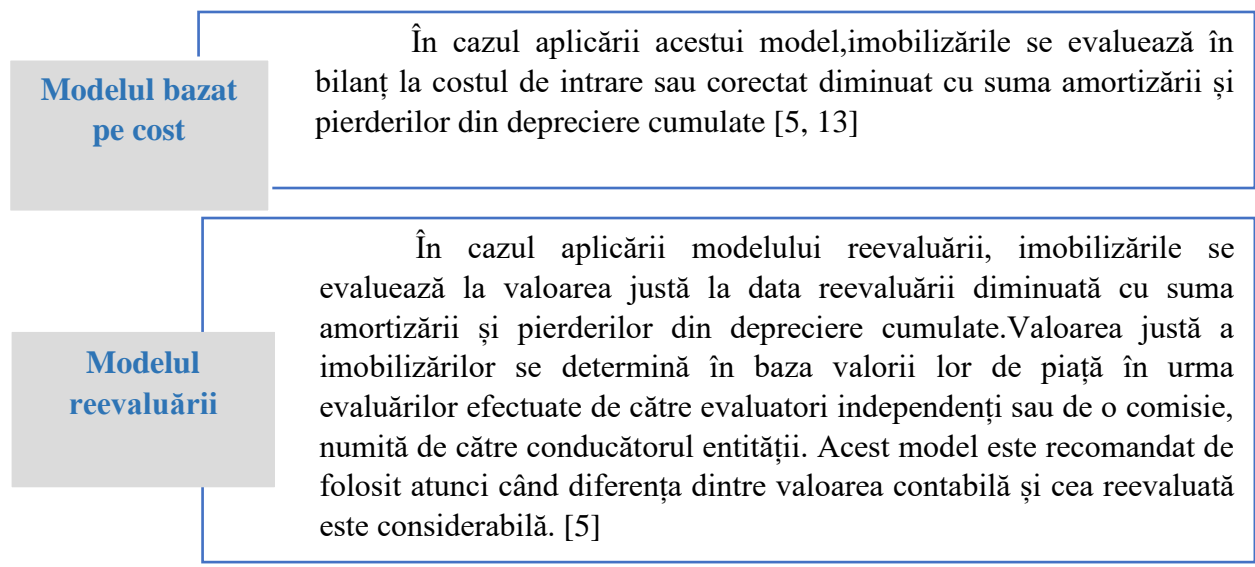 Modelul bazat
pe cost
În cazul aplicării acestui model,imobilizările se evaluează în
bilanț la costul de intrare sau corectat diminuat cu suma amortizării și
pierderilor din depreciere cumulate [5, 13]
Modelul
reevaluării
În cazul aplicării modelului reevaluării, imobilizările se
evaluează la valoarea justă la data reevaluării diminuată cu suma
amortizării și pierderilor din depreciere cumulate.Valoarea justă a
imobilizărilor se determină în baza valorii lor de piață în urma
evaluărilor efectuate de către evaluatori independenți sau de o comisie,
numită de către conducătorul entității. Acest model este recomandat de
folosit atunci când diferența dintre valoarea contabilă și cea reevaluată
este considerabilă. [5]